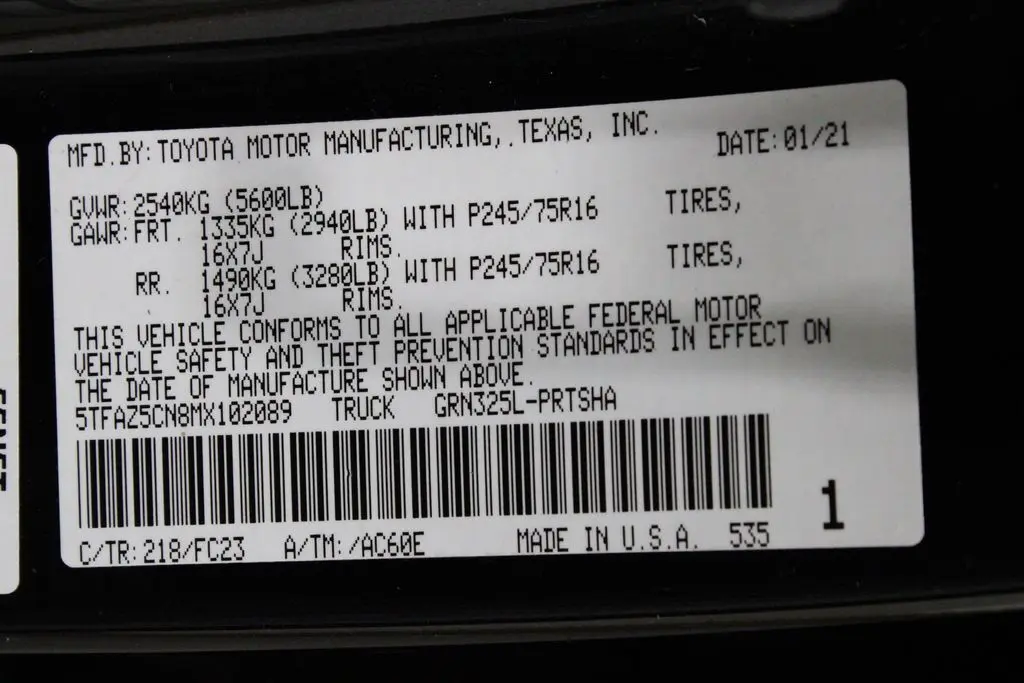 MFD.BY:TOYOTA MOTOR MANUFACTURING, TEXAS, INC. DATE:01/21
GVWR:2540KG (5600LB)
GAWR:FRT. 1335KG (2940LB) WITH P245/75R16 TIRES,
16X7J RIMS.
RR. 1490KG (3280LB) WITH P245/75R16 TIRES,
16X7J RIMS.
THIS VEHICLE CONFORMS TO ALL APPLICABLE FEDERAL MOTOR
VEHICLE SAFETY AND THEFT PREVENTION STANDARDS IN EFFECT ON
THE DATE OF MANUFACTURE SHOWN ABOVE.
5TFAZ5CN8MX102089 TRUCK GRN325L-PRTSHA
1
C/TR:218/FC23 A/TM:/AC60E MADE IN U.S.A. 535